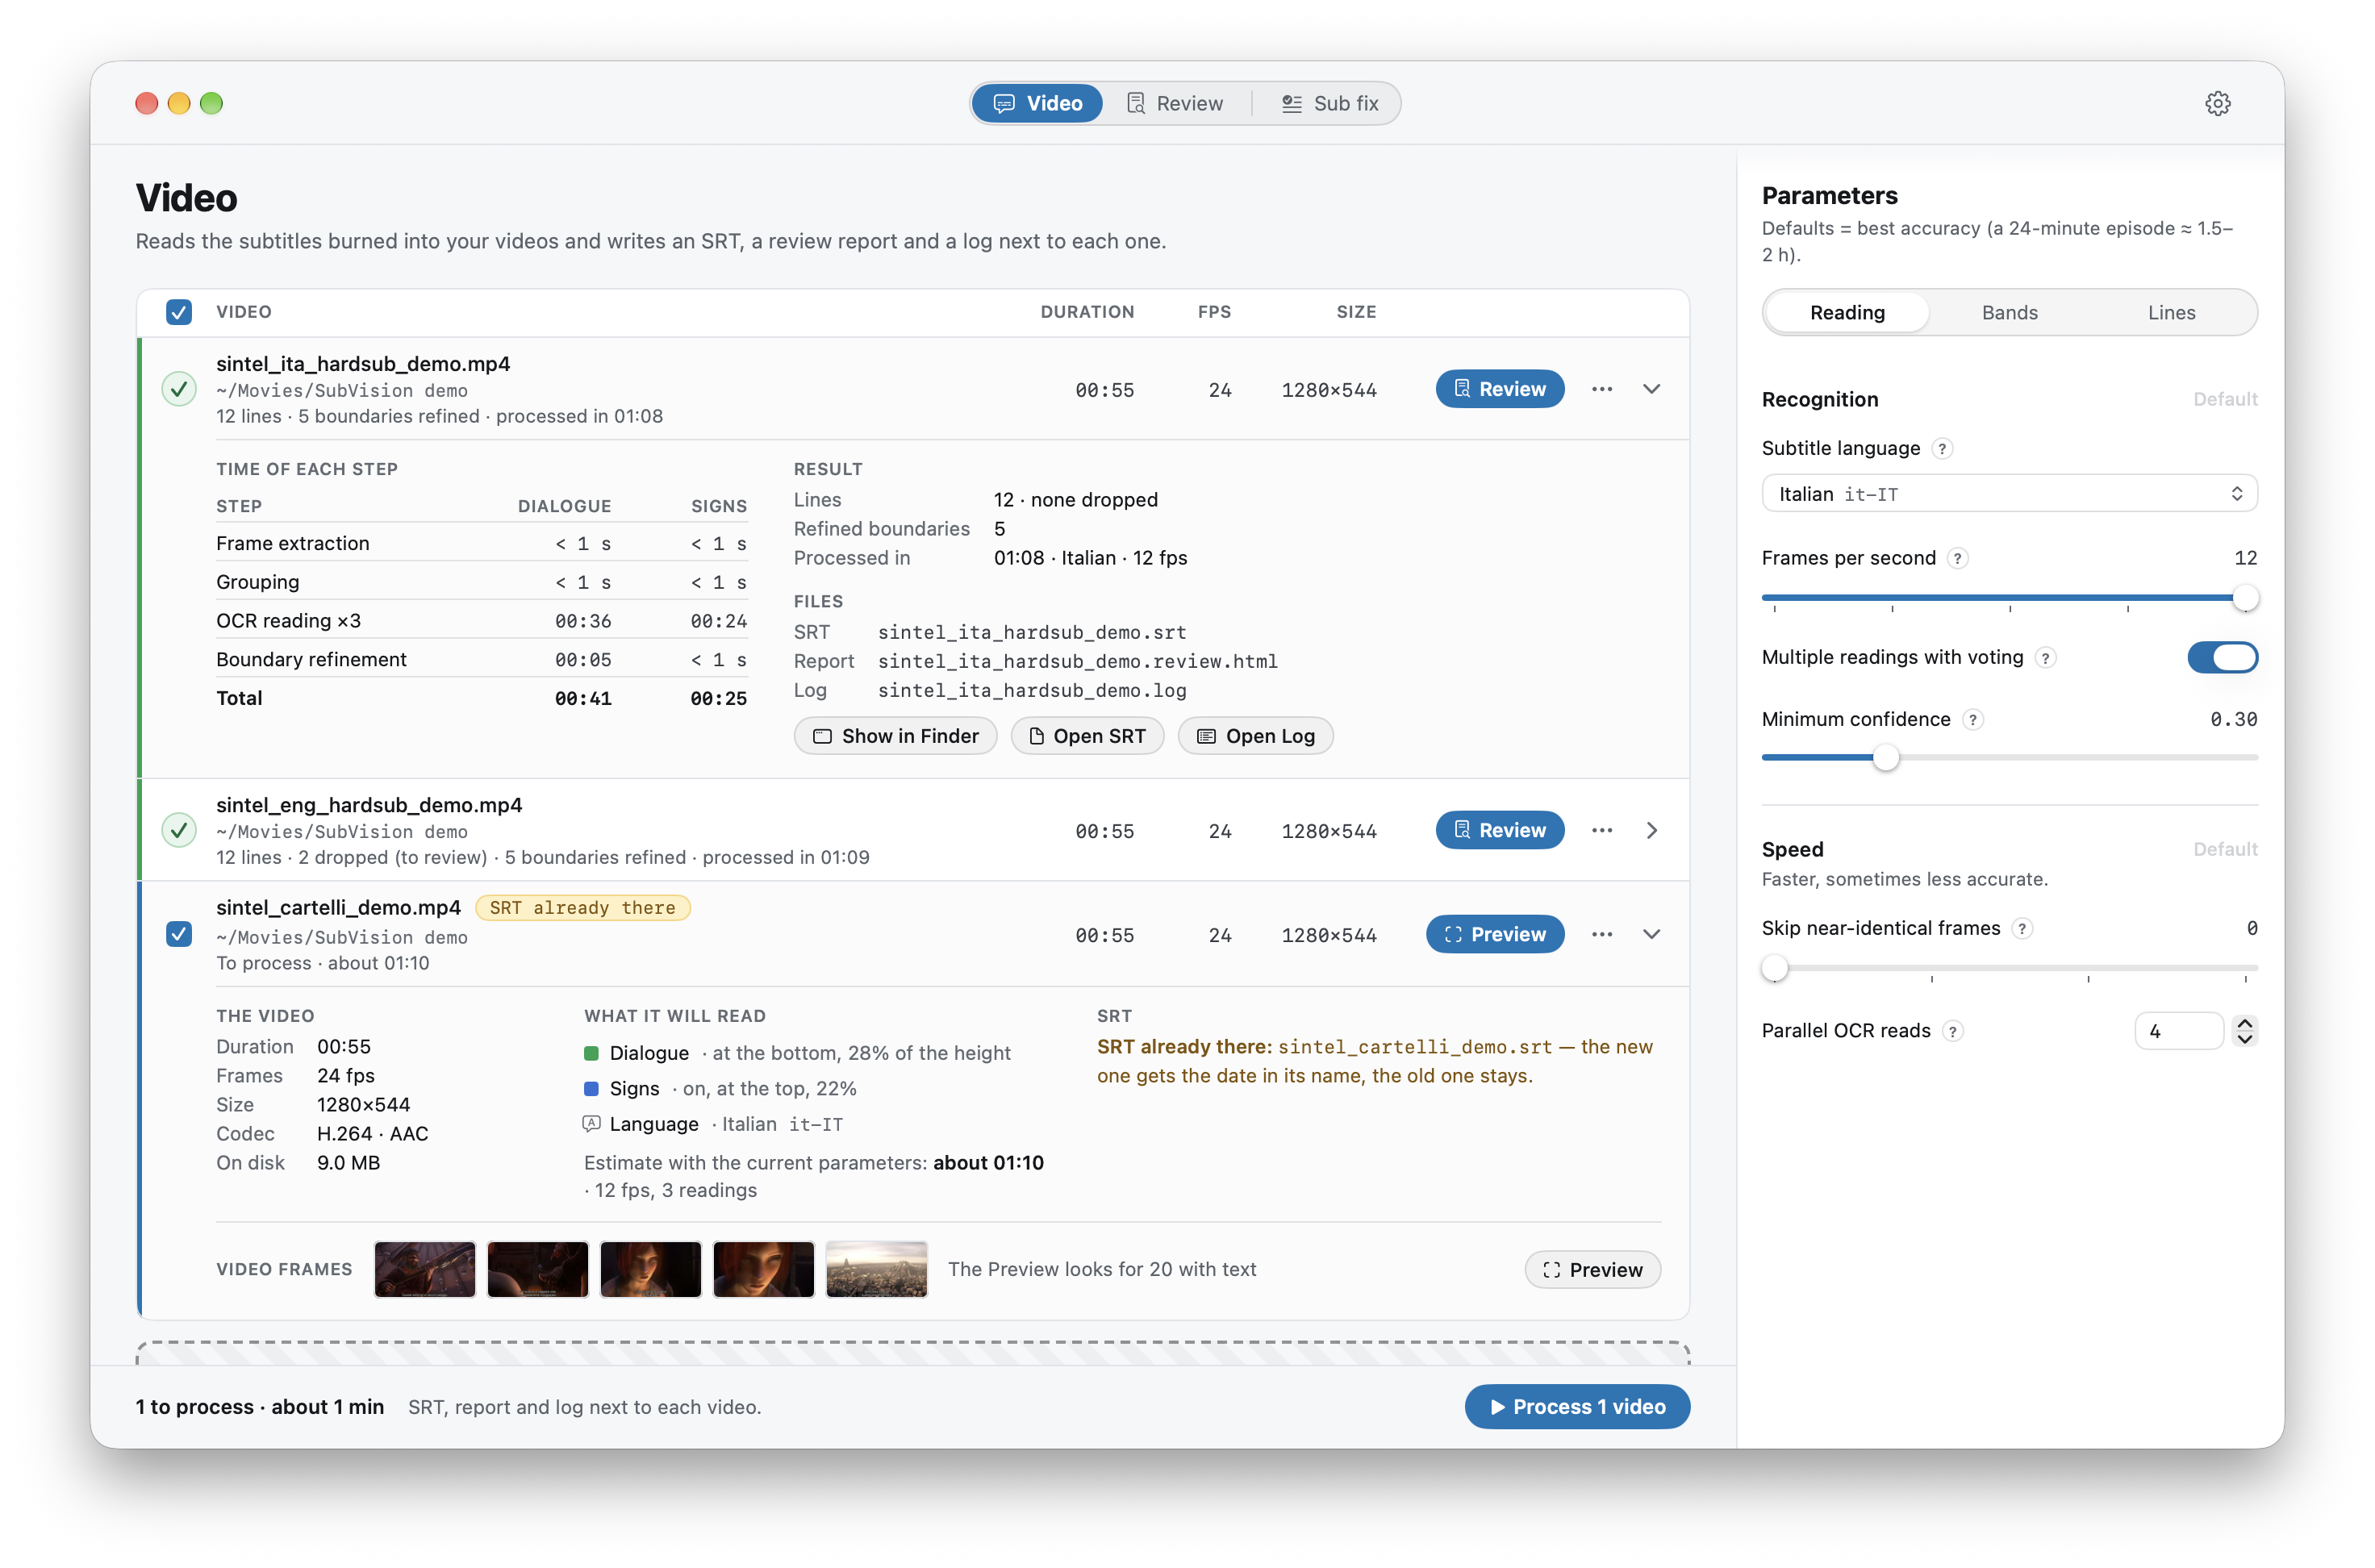 Video
Review
Sub fix
Video
Reads the subtitles burned into your videos and writes an SRT, a review report and a log next to each one.
VIDEO DURATION FPS SIZE
sintel_ita_hardsub_demo.mp4
~/Movies/SubVision demo
12 lines · 5 boundaries refined · processed in 01:08
00:55 24 1280×544 Review
TIME OF EACH STEP
STEP DIALOGUE SIGNS
Frame extraction < 1 s < 1 s
Grouping < 1 s < 1 s
OCR reading ×3 00:36 00:24
Boundary refinement 00:05 < 1 s
Total 00:41 00:25
RESULT
Lines 12 · none dropped
Refined boundaries 5
Processed in 01:08 · Italian · 12 fps
FILES
SRT sintel_ita_hardsub_demo.srt
Report sintel_ita_hardsub_demo.review.html
Log sintel_ita_hardsub_demo.log
Show in Finder Open SRT Open Log
sintel_eng_hardsub_demo.mp4
~/Movies/SubVision demo
12 lines · 2 dropped (to review) · 5 boundaries refined · processed in 01:09
00:55 24 1280×544 Review
sintel_cartelli_demo.mp4 SRT already there
~/Movies/SubVision demo
To process · about 01:10
00:55 24 1280×544 Preview
THE VIDEO
Duration 00:55
Frames 24 fps
Size 1280×544
Codec H.264 · AAC
On disk 9.0 MB
WHAT IT WILL READ
Dialogue · at the bottom, 28% of the height
Signs · on, at the top, 22%
Language · Italian it-IT
Estimate with the current parameters: about 01:10
· 12 fps, 3 readings
SRT
SRT already there: sintel_cartelli_demo.srt — the new
one gets the date in its name, the old one stays.
VIDEO FRAMES The Preview looks for 20 with text Preview
1 to process · about 1 min SRT, report and log next to each video.
Process 1 video
Parameters
Defaults = best accuracy (a 24-minute episode ≈ 1.5–
2 h).
Reading Bands Lines
Recognition Default
Subtitle language ?
Italian it-IT
Frames per second ? 12
Multiple readings with voting ?
Minimum confidence ? 0.30
Speed Default
Faster, sometimes less accurate.
Skip near-identical frames ? 0
Parallel OCR reads ? 4